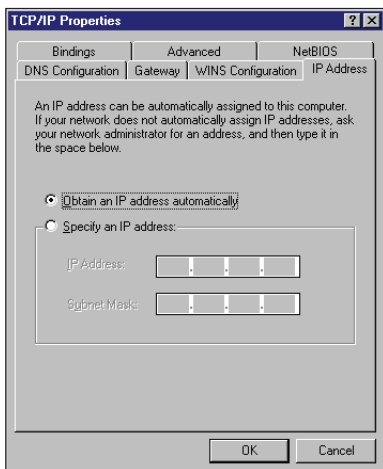 TCP/IP Properties
Bindings Advanced NetBIOS
DNS Configuration Gateway WINS Configuration IP Address
An IP address can be automatically assigned to this computer.
If your network does not automatically assign IP addresses, ask
your network administrator for an address, and then type it in
the space below.
Obtain an IP address automatically
Specify an IP address:
IP Address:
Subnet Mask:
OK Cancel